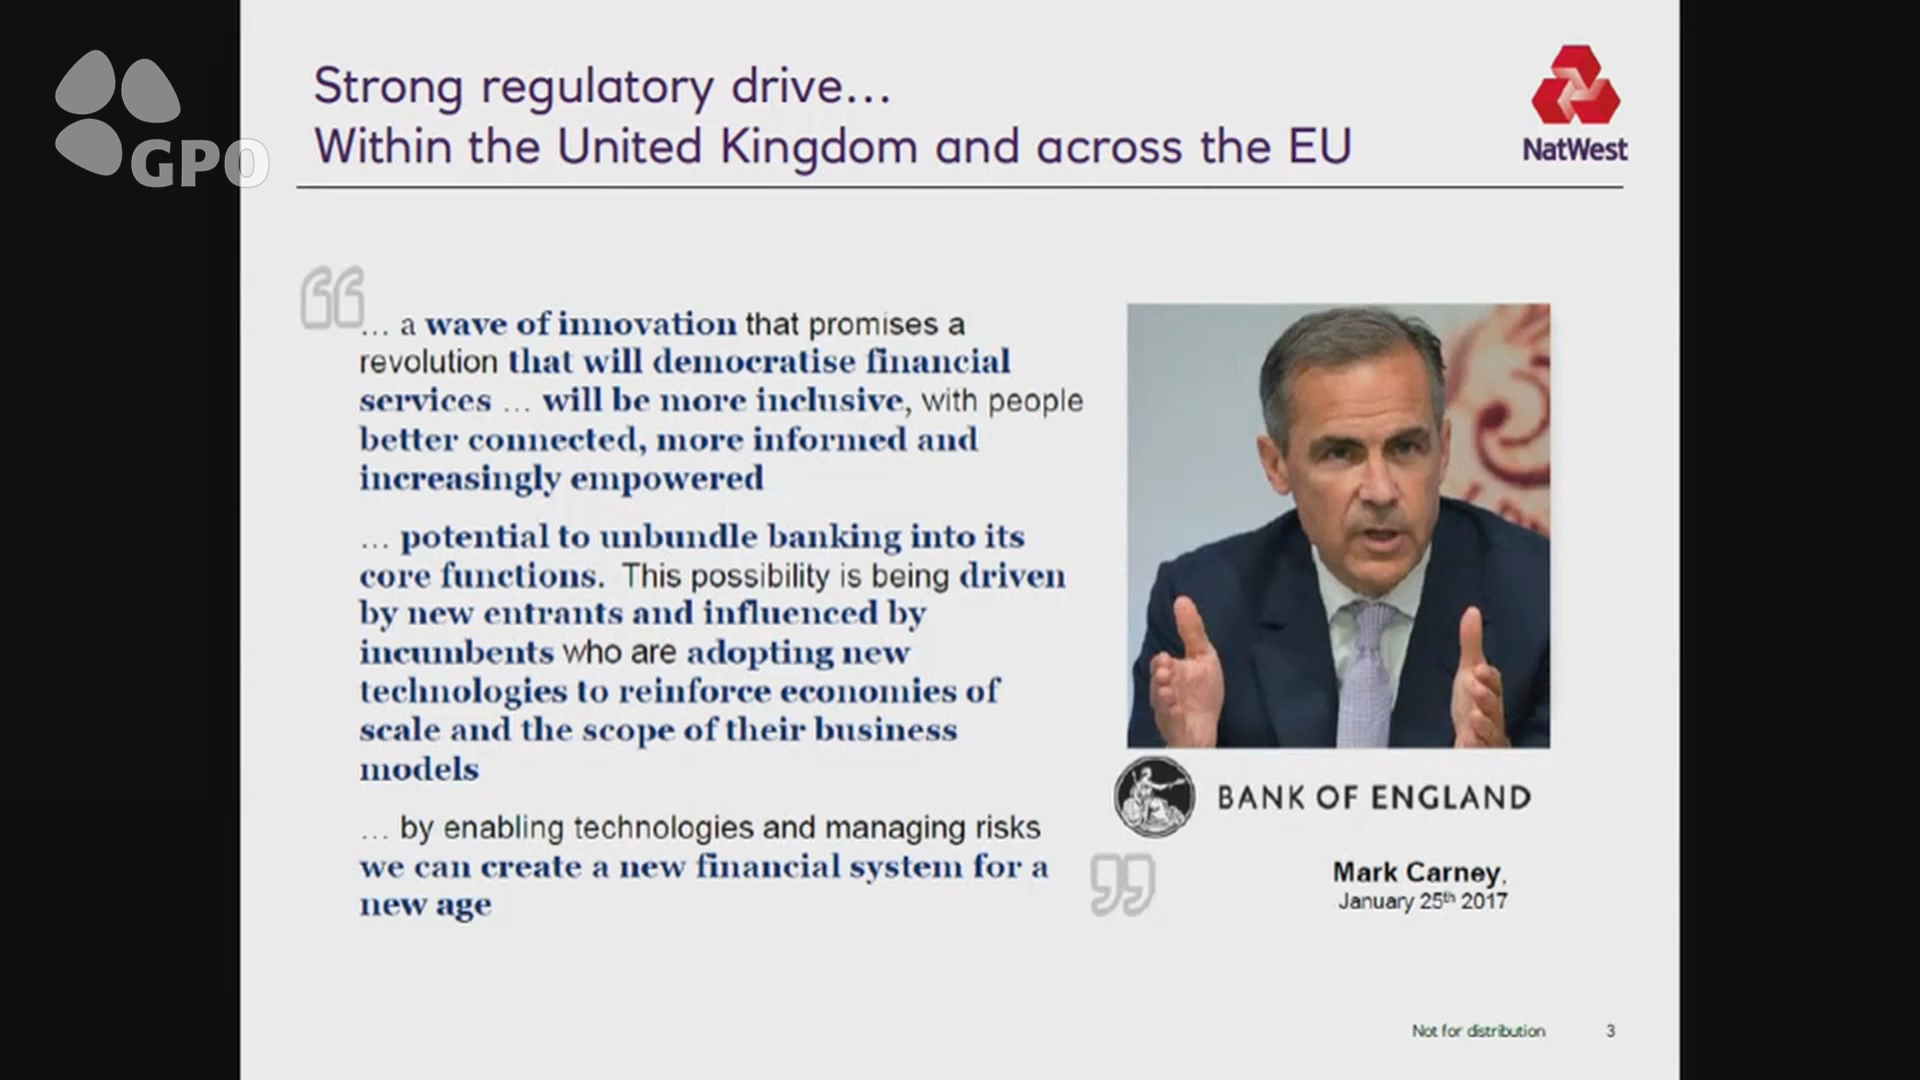 GPO
Strong regulatory drive…
Within the United Kingdom and across the EU
NatWest
“
… a wave of innovation that promises a
revolution that will democratise financial
services … will be more inclusive, with people
better connected, more informed and
increasingly empowered
… potential to unbundle banking into its
core functions. This possibility is being driven
by new entrants and influenced by
incumbents who are adopting new
technologies to reinforce economies of
scale and the scope of their business
models
… by enabling technologies and managing risks
we can create a new financial system for a
new age
”
BANK OF ENGLAND
Mark Carney,
January 25th 2017
Not for distribution 3